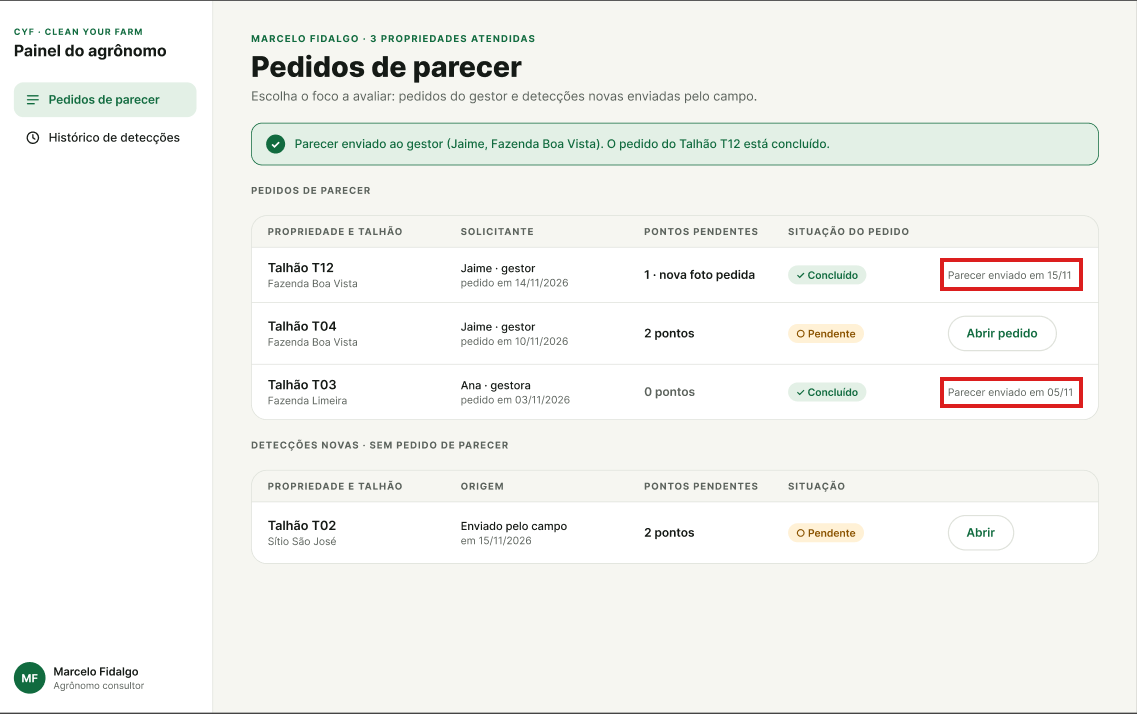 CYF · CLEAN YOUR FARM
Painel do agrônomo
Pedidos de parecer
Histórico de detecções
MARCELO FIDALGO · 3 PROPRIEDADES ATENDIDAS
Pedidos de parecer
Escolha o foco a avaliar: pedidos do gestor e detecções novas enviadas pelo campo.
Parecer enviado ao gestor (Jaime, Fazenda Boa Vista). O pedido do Talhão T12 está concluído.
PEDIDOS DE PARECER
PROPRIEDADE E TALHÃO SOLICITANTE PONTOS PENDENTES SITUAÇÃO DO PEDIDO
Talhão T12 Jaime · gestor 1 · nova foto pedida Concluído Parecer enviado em 15/11
Fazenda Boa Vista pedido em 14/11/2026
Talhão T04 Jaime · gestor 2 pontos Pendente Abrir pedido
Fazenda Boa Vista pedido em 10/11/2026
Talhão T03 Ana · gestora 0 pontos Concluído Parecer enviado em 05/11
Fazenda Limeira pedido em 03/11/2026
DETECÇÕES NOVAS · SEM PEDIDO DE PARECER
PROPRIEDADE E TALHÃO ORIGEM PONTOS PENDENTES SITUAÇÃO
Talhão T02 Enviado pelo campo 2 pontos Pendente Abrir
Sítio São José em 15/11/2026
MF Marcelo Fidalgo
Agrônomo consultor